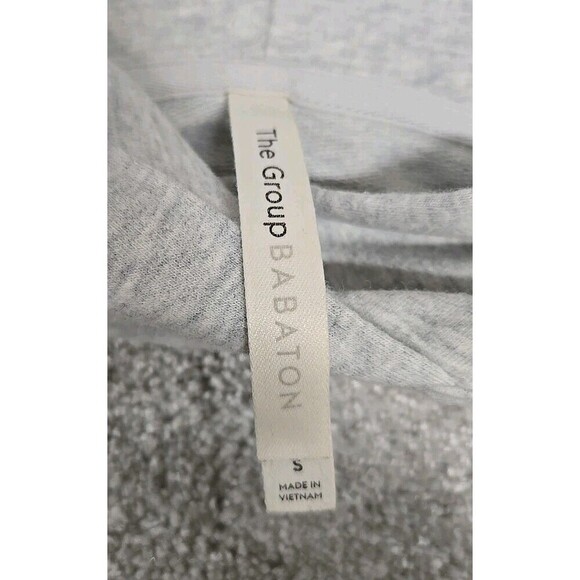 The Group BABATON
S
MADE IN
VIETNAM